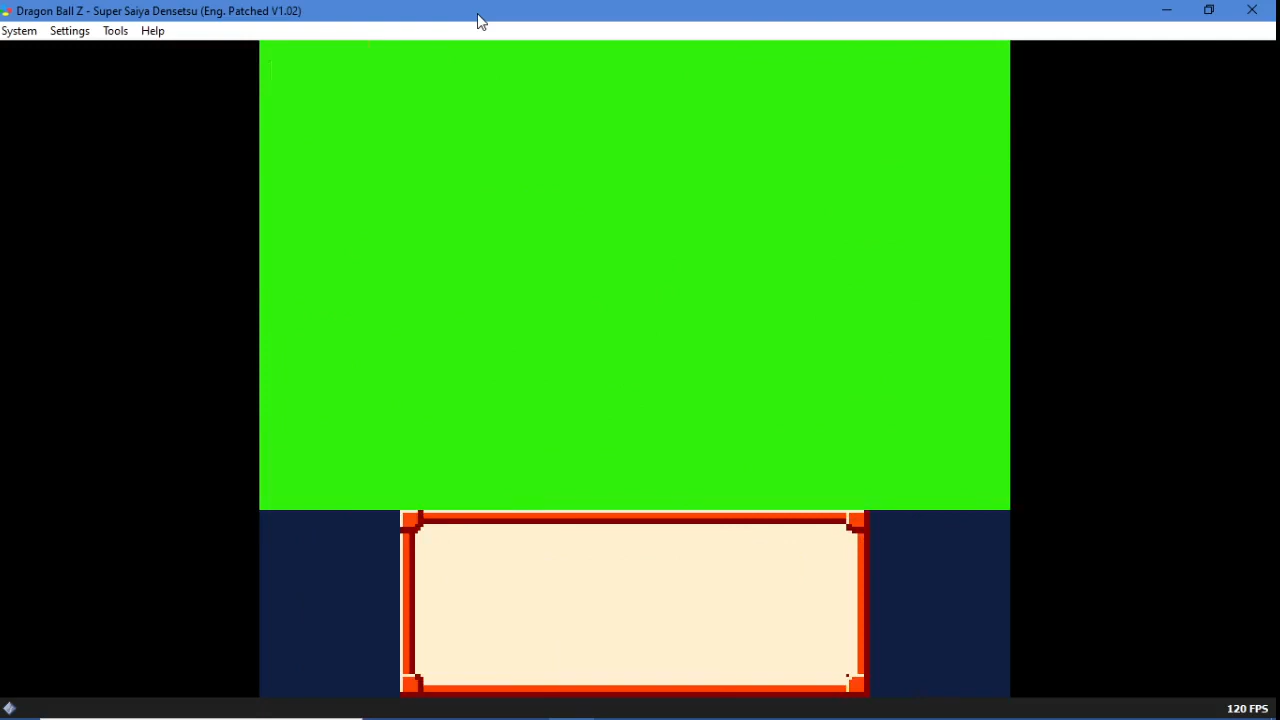 Dragon Ball Z - Super Saiya Densetsu (Eng. Patched V1.02)
System Settings Tools Help
120 FPS